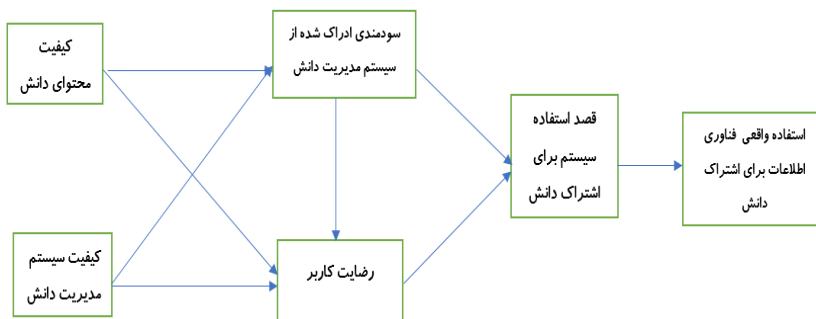 کیفیت
محتوای دانش
سودمندی ادراک شده از
سیستم مدیریت دانش
قصد استفاده
سیستم برای
اشتراک دانش
استفاده واقعی فناوری
اطلاعات برای اشتراک
دانش
کیفیت سیستم
مدیریت دانش
رضایت کاربر